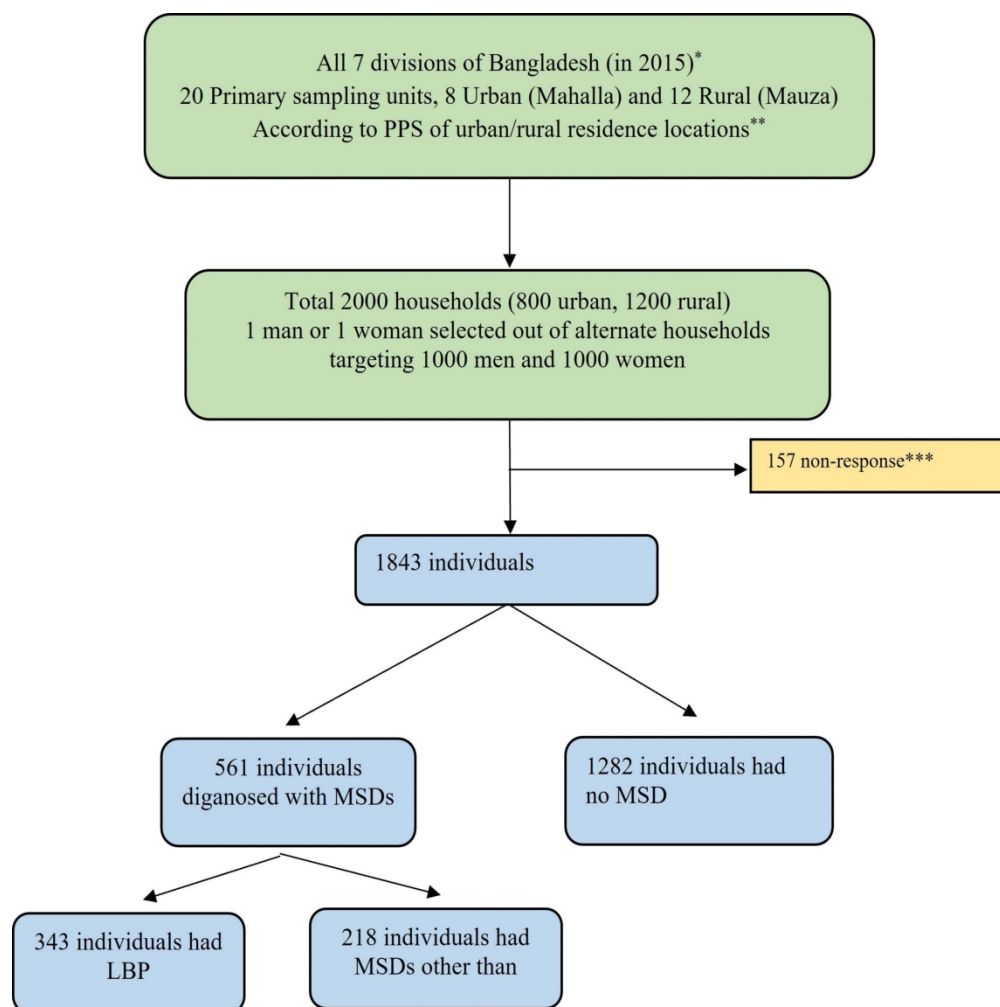 All 7 divisions of Bangladesh (in 2015)*
20 Primary sampling units, 8 Urban (Mahalla) and 12 Rural (Mauza)
According to PPS of urban/rural residence locations**
Total 2000 households (800 urban, 1200 rural)
1 man or 1 woman selected out of alternate households
targeting 1000 men and 1000 women
157 non-response***
1843 individuals
561 individuals
diganosed with MSDs
1282 individuals had
no MSD
343 individuals had
LBP
218 individuals had
MSDs other than